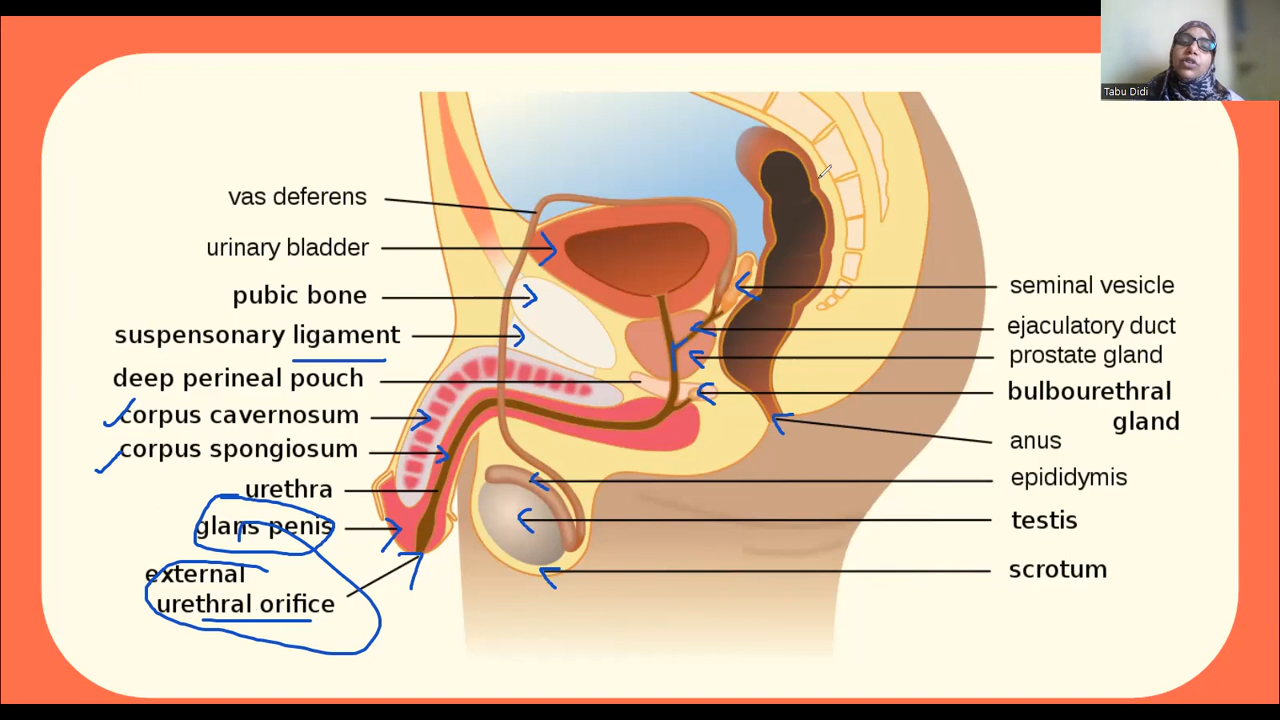 Tabu Didi
vas deferens
urinary bladder
pubic bone
suspensonary ligament
deep perineal pouch
corpus cavernosum
corpus spongiosum
urethra
glans penis
external
urethral orifice
seminal vesicle
ejaculatory duct
prostate gland
bulbourethral
gland
anus
epididymis
testis
scrotum